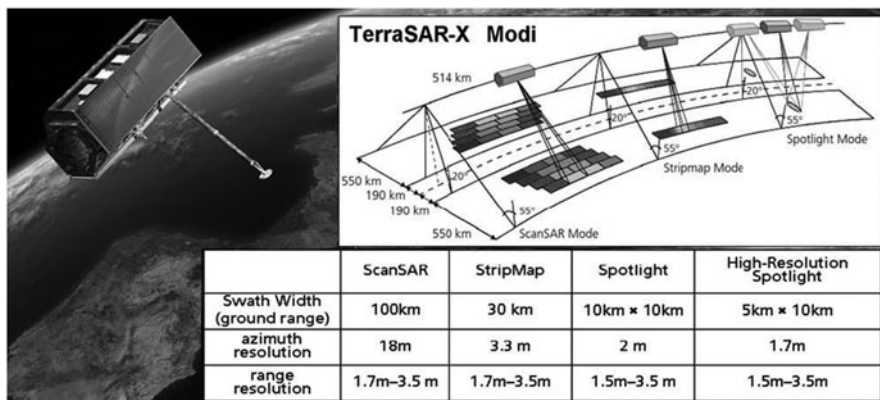 TerraSAR-X Modi
514 km
20°
20°
20°
55°
55°
55°
Spotlight Mode
Stripmap Mode
ScanSAR Mode
550 km
190 km
190 km
550 km
ScanSAR StripMap Spotlight High-Resolution
Spotlight
Swath Width
(ground range) 100km 30 km 10km × 10km 5km × 10km
azimuth
resolution 18m 3.3 m 2 m 1.7m
range
resolution 1.7m–3.5 m 1.7m–3.5m 1.5m–3.5 m 1.5m–3.5m